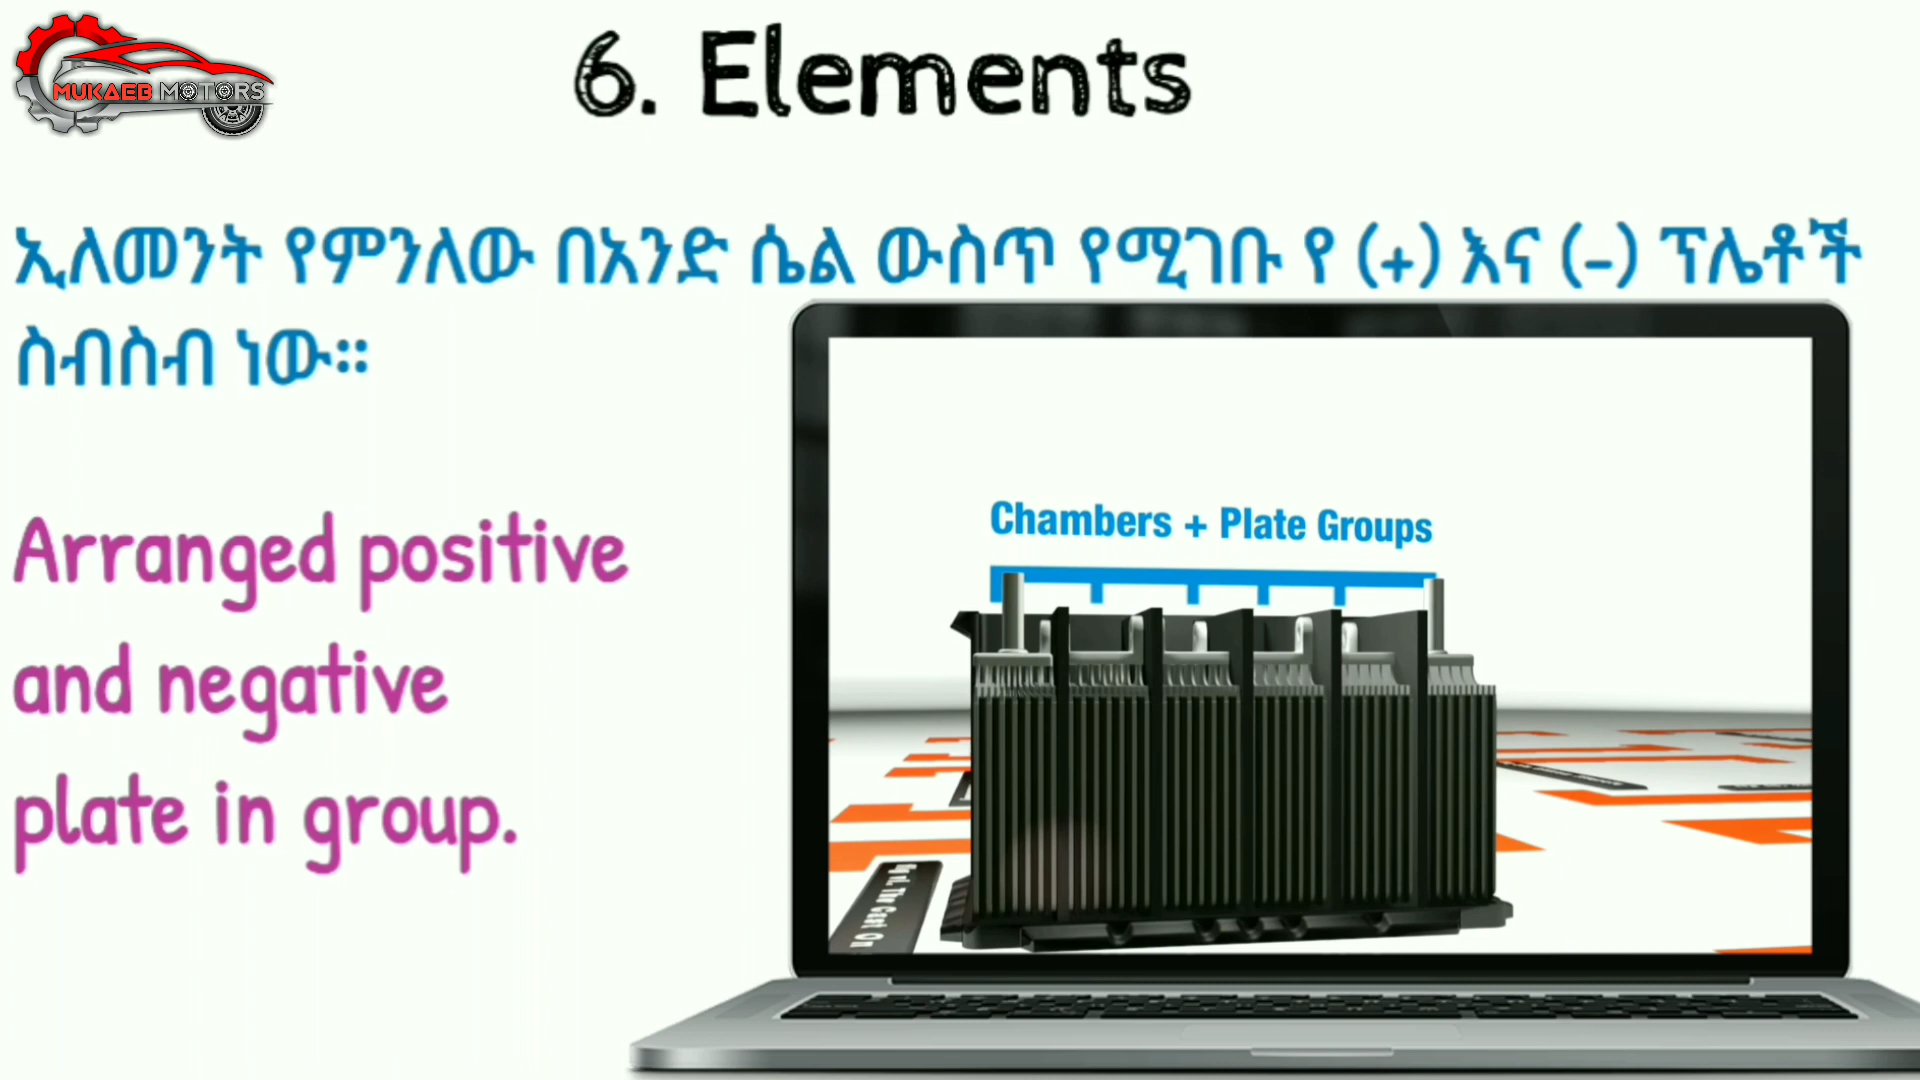 MUKAEB MOTORS
6. Elements
ኢለመንት የምንለው በአንድ ሴል ውስጥ የሚገቡ የ (+) እና (-) ፕሌቶች
ስብስብ ነው።
Arranged positive
and negative
plate in group.
Chambers + Plate Groups